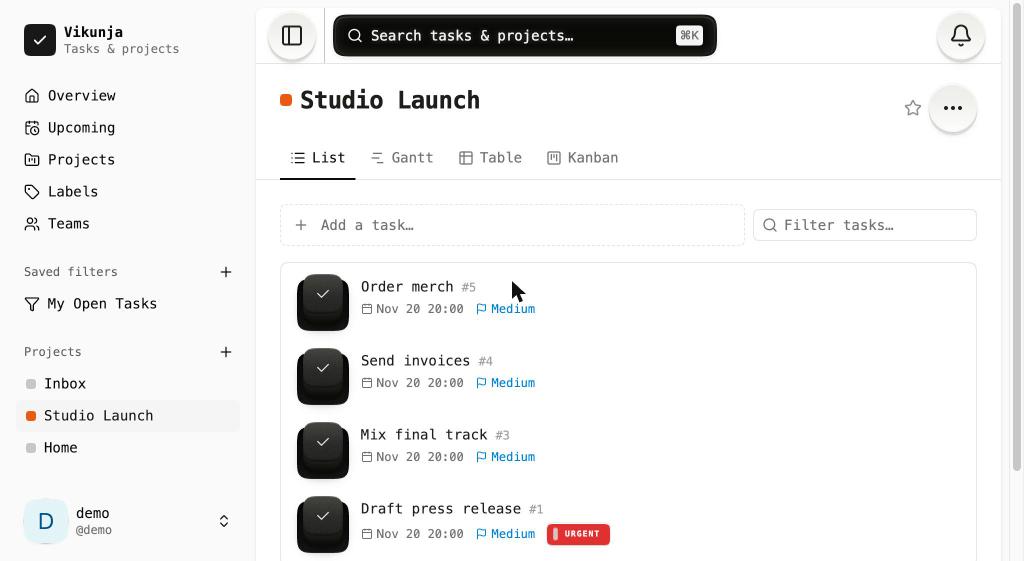 Vikunja
Tasks & projects
Search tasks & projects…
⌘K
Overview
Upcoming
Projects
Labels
Teams
Saved filters
My Open Tasks
Projects
Inbox
Studio Launch
Home
D
demo
@demo
Studio Launch
List
Gantt
Table
Kanban
Add a task…
Filter tasks…
Order merch #5
Nov 20 20:00 Medium
Send invoices #4
Nov 20 20:00 Medium
Mix final track #3
Nov 20 20:00 Medium
Draft press release #1
Nov 20 20:00 Medium URGENT